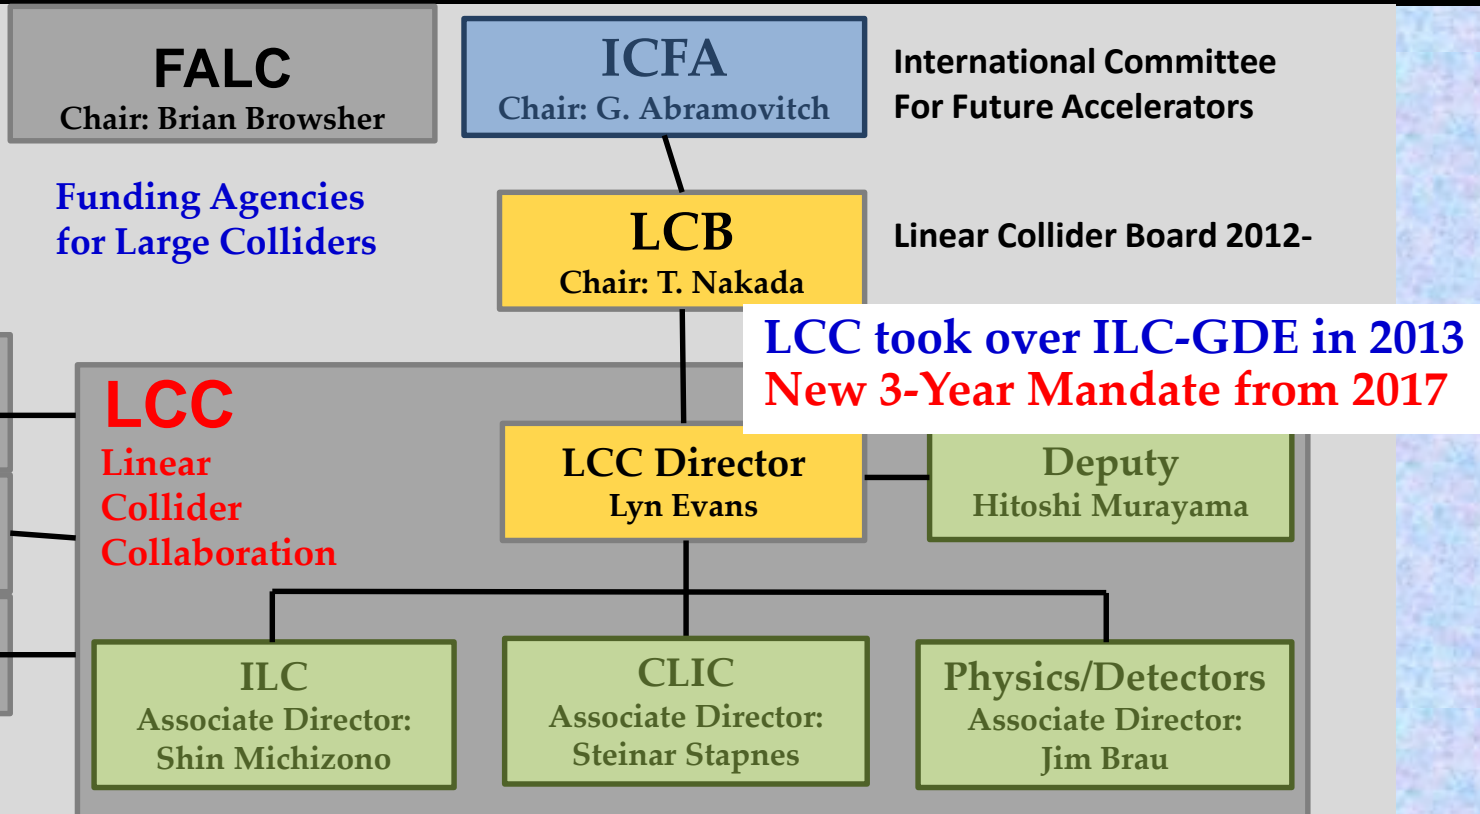 FALC
Chair: Brian Browsher
ICFA
Chair: G. Abramovitch
International Committee
For Future Accelerators
Funding Agencies
for Large Colliders
LCB
Chair: T. Nakada
Linear Collider Board 2012-
LCC took over ILC-GDE in 2013
New 3-Year Mandate from 2017
LCC
Linear
Collider
Collaboration
LCC Director
Lyn Evans
Deputy
Hitoshi Murayama
ILC
Associate Director:
Shin Michizono
CLIC
Associate Director:
Steinar Stapnes
Physics/Detectors
Associate Director:
Jim Brau